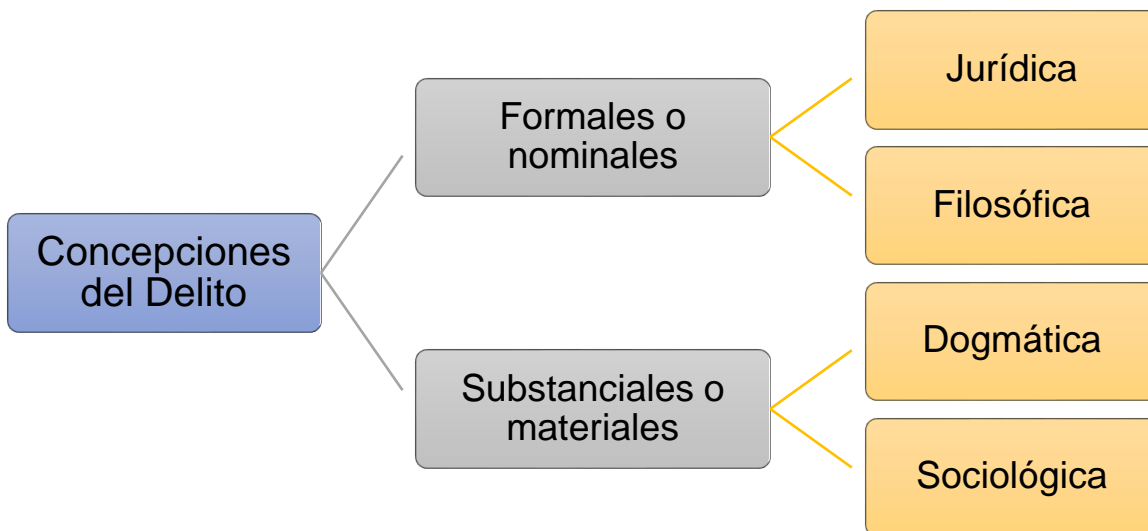 Concepciones
del Delito
Formales o
nominales
Jurídica
Filosófica
Substanciales o
materiales
Dogmática
Sociológica